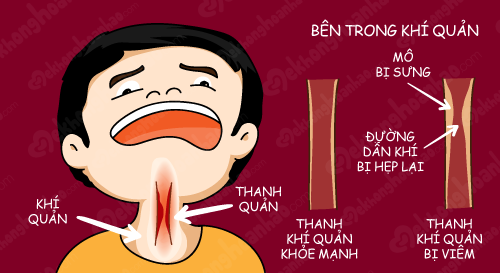 BÊN TRONG KHÍ QUẢN
MÔ
BỊ SƯNG
ĐƯỜNG
DẪN KHÍ
BỊ HẸP LẠI
KHÍ
QUẢN
THANH
QUẢN
THANH
KHÍ QUẢN
KHỎE MẠNH
THANH
KHÍ QUẢN
BỊ VIÊM